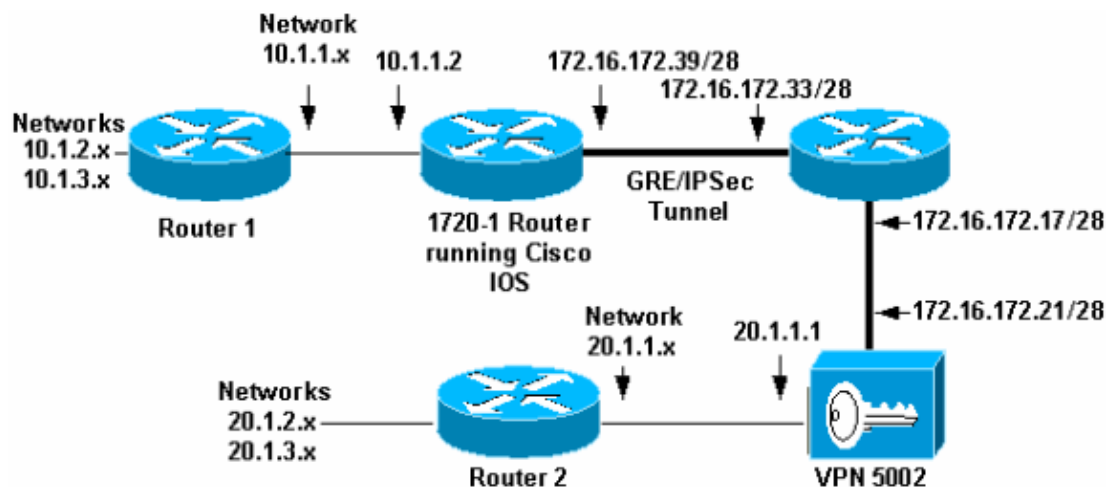 Network
10.1.1.x
10.1.1.2
172.16.172.39/28
172.16.172.33/28
Networks
10.1.2.x
10.1.3.x
Router 1
1720-1 Router
running Cisco
IOS
GRE/IPSec
Tunnel
172.16.172.17/28
172.16.172.21/28
Network
20.1.1.x
20.1.1.1
Networks
20.1.2.x
20.1.3.x
Router 2
VPN 5002